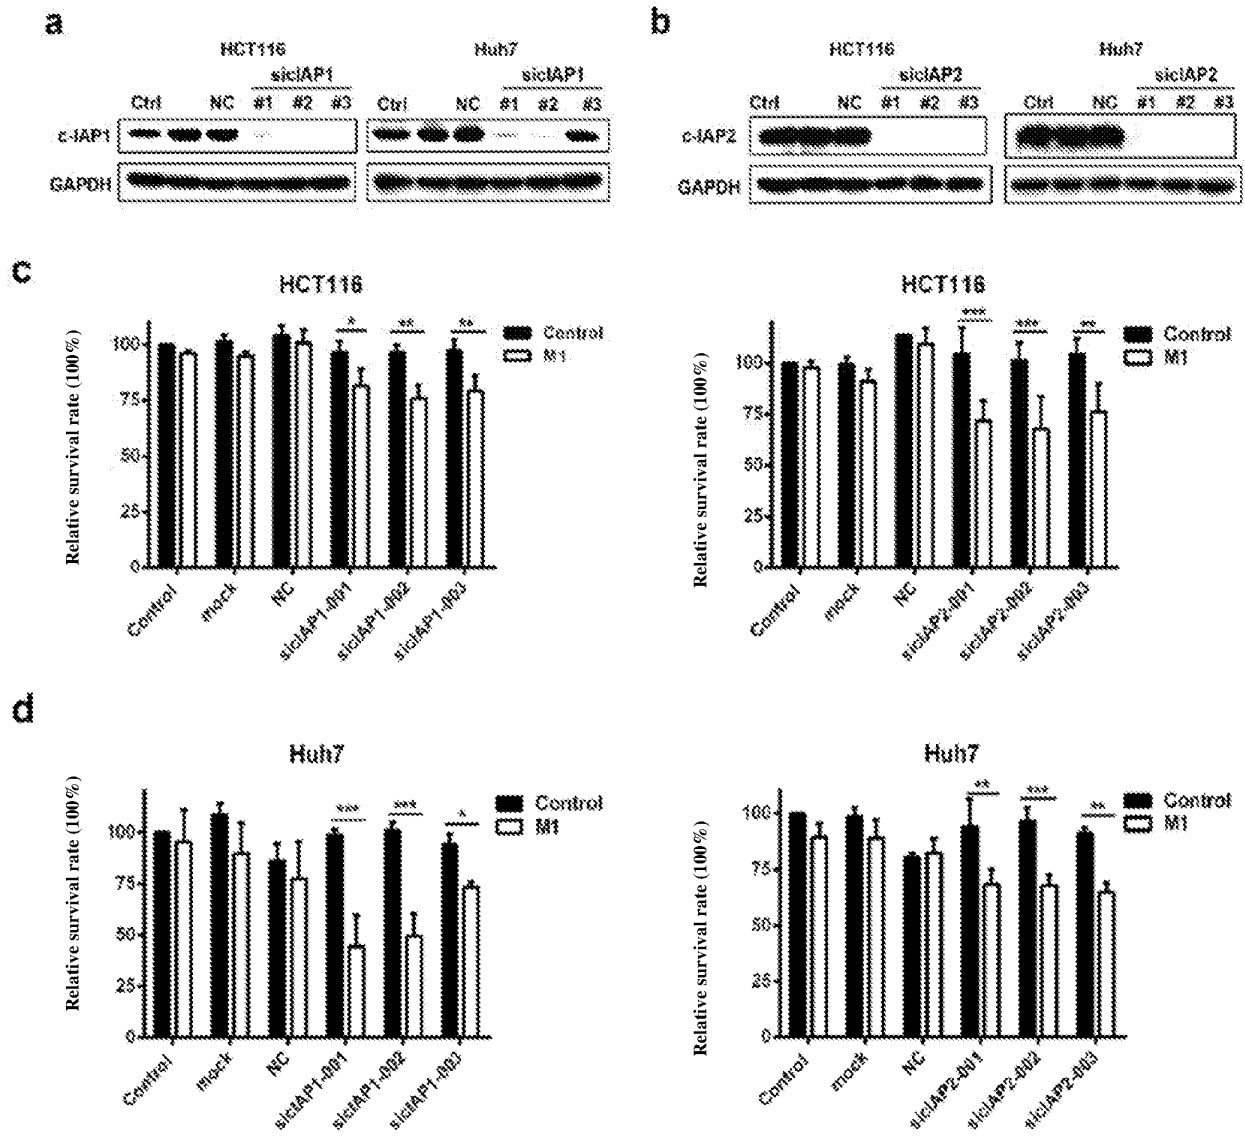 a
HCT116
Huh7
sicIAP1
sicIAP1
Ctrl NC #1 #2 #3
Ctrl NC #1 #2 #3
c-IAP1
GAPDH
b
HCT116
Huh7
sicIAP2
sicIAP2
Ctrl NC #1 #2 #3
Ctrl NC #1 #2 #3
c-IAP2
GAPDH
c
HCT116
Relative survival rate (100%)
100
75
50
25
0
* ** **
Control
M1
Control
mock
NC
sicIAP1-001
sicIAP1-002
sicIAP1-003
HCT116
Relative survival rate (100%)
100
75
50
25
0
*** *** **
Control
M1
Control
mock
NC
sicIAP2-001
sicIAP2-002
sicIAP2-003
d
Huh7
Relative survival rate (100%)
100
75
50
25
0
*** *** *
Control
M1
Control
mock
NC
sicIAP1-001
sicIAP1-002
sicIAP1-003
Huh7
Relative survival rate (100%)
100
75
50
25
0
** *** **
Control
M1
Control
mock
NC
sicIAP2-001
sicIAP2-002
sicIAP2-003